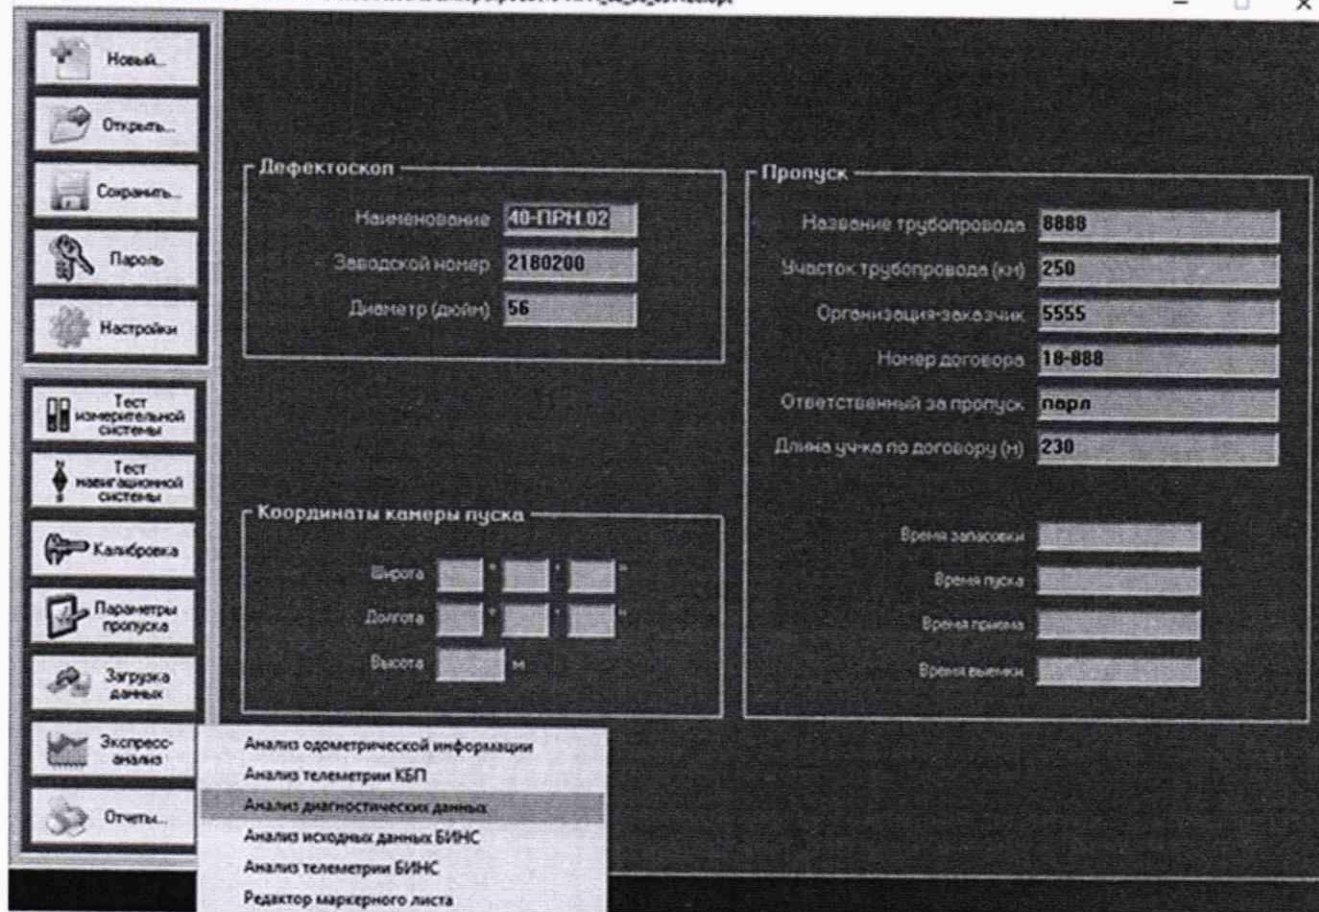 Новый...
Открыть...
Сохранить...
Пароль
Настройки
Тест
измерительной
системы
Тест
навигационной
системы
Калибровка
Параметры
пропуска
Загрузка
данных
Экспресс-
анализ
Отчеты...
Дефектоскоп
Наименование 40-ПРН.02
Заводской номер 2180200
Диаметр (дюйм) 56
Координаты камеры пуска
Широта ° ' "
Долгота ° ' "
Высота м
Пропуск
Название трубопровода 8888
Участок трубопровода (км) 250
Организация-заказчик 5555
Номер договора 18-888
Ответственный за пропуск парл
Длина уч-ка по договору (м) 230
Время запасовки
Время пуска
Время приема
Время выемки
Анализ одометрической информации
Анализ телеметрии КБП
Анализ диагностических данных
Анализ исходных данных БИНС
Анализ телеметрии БИНС
Редактор маркерного листа